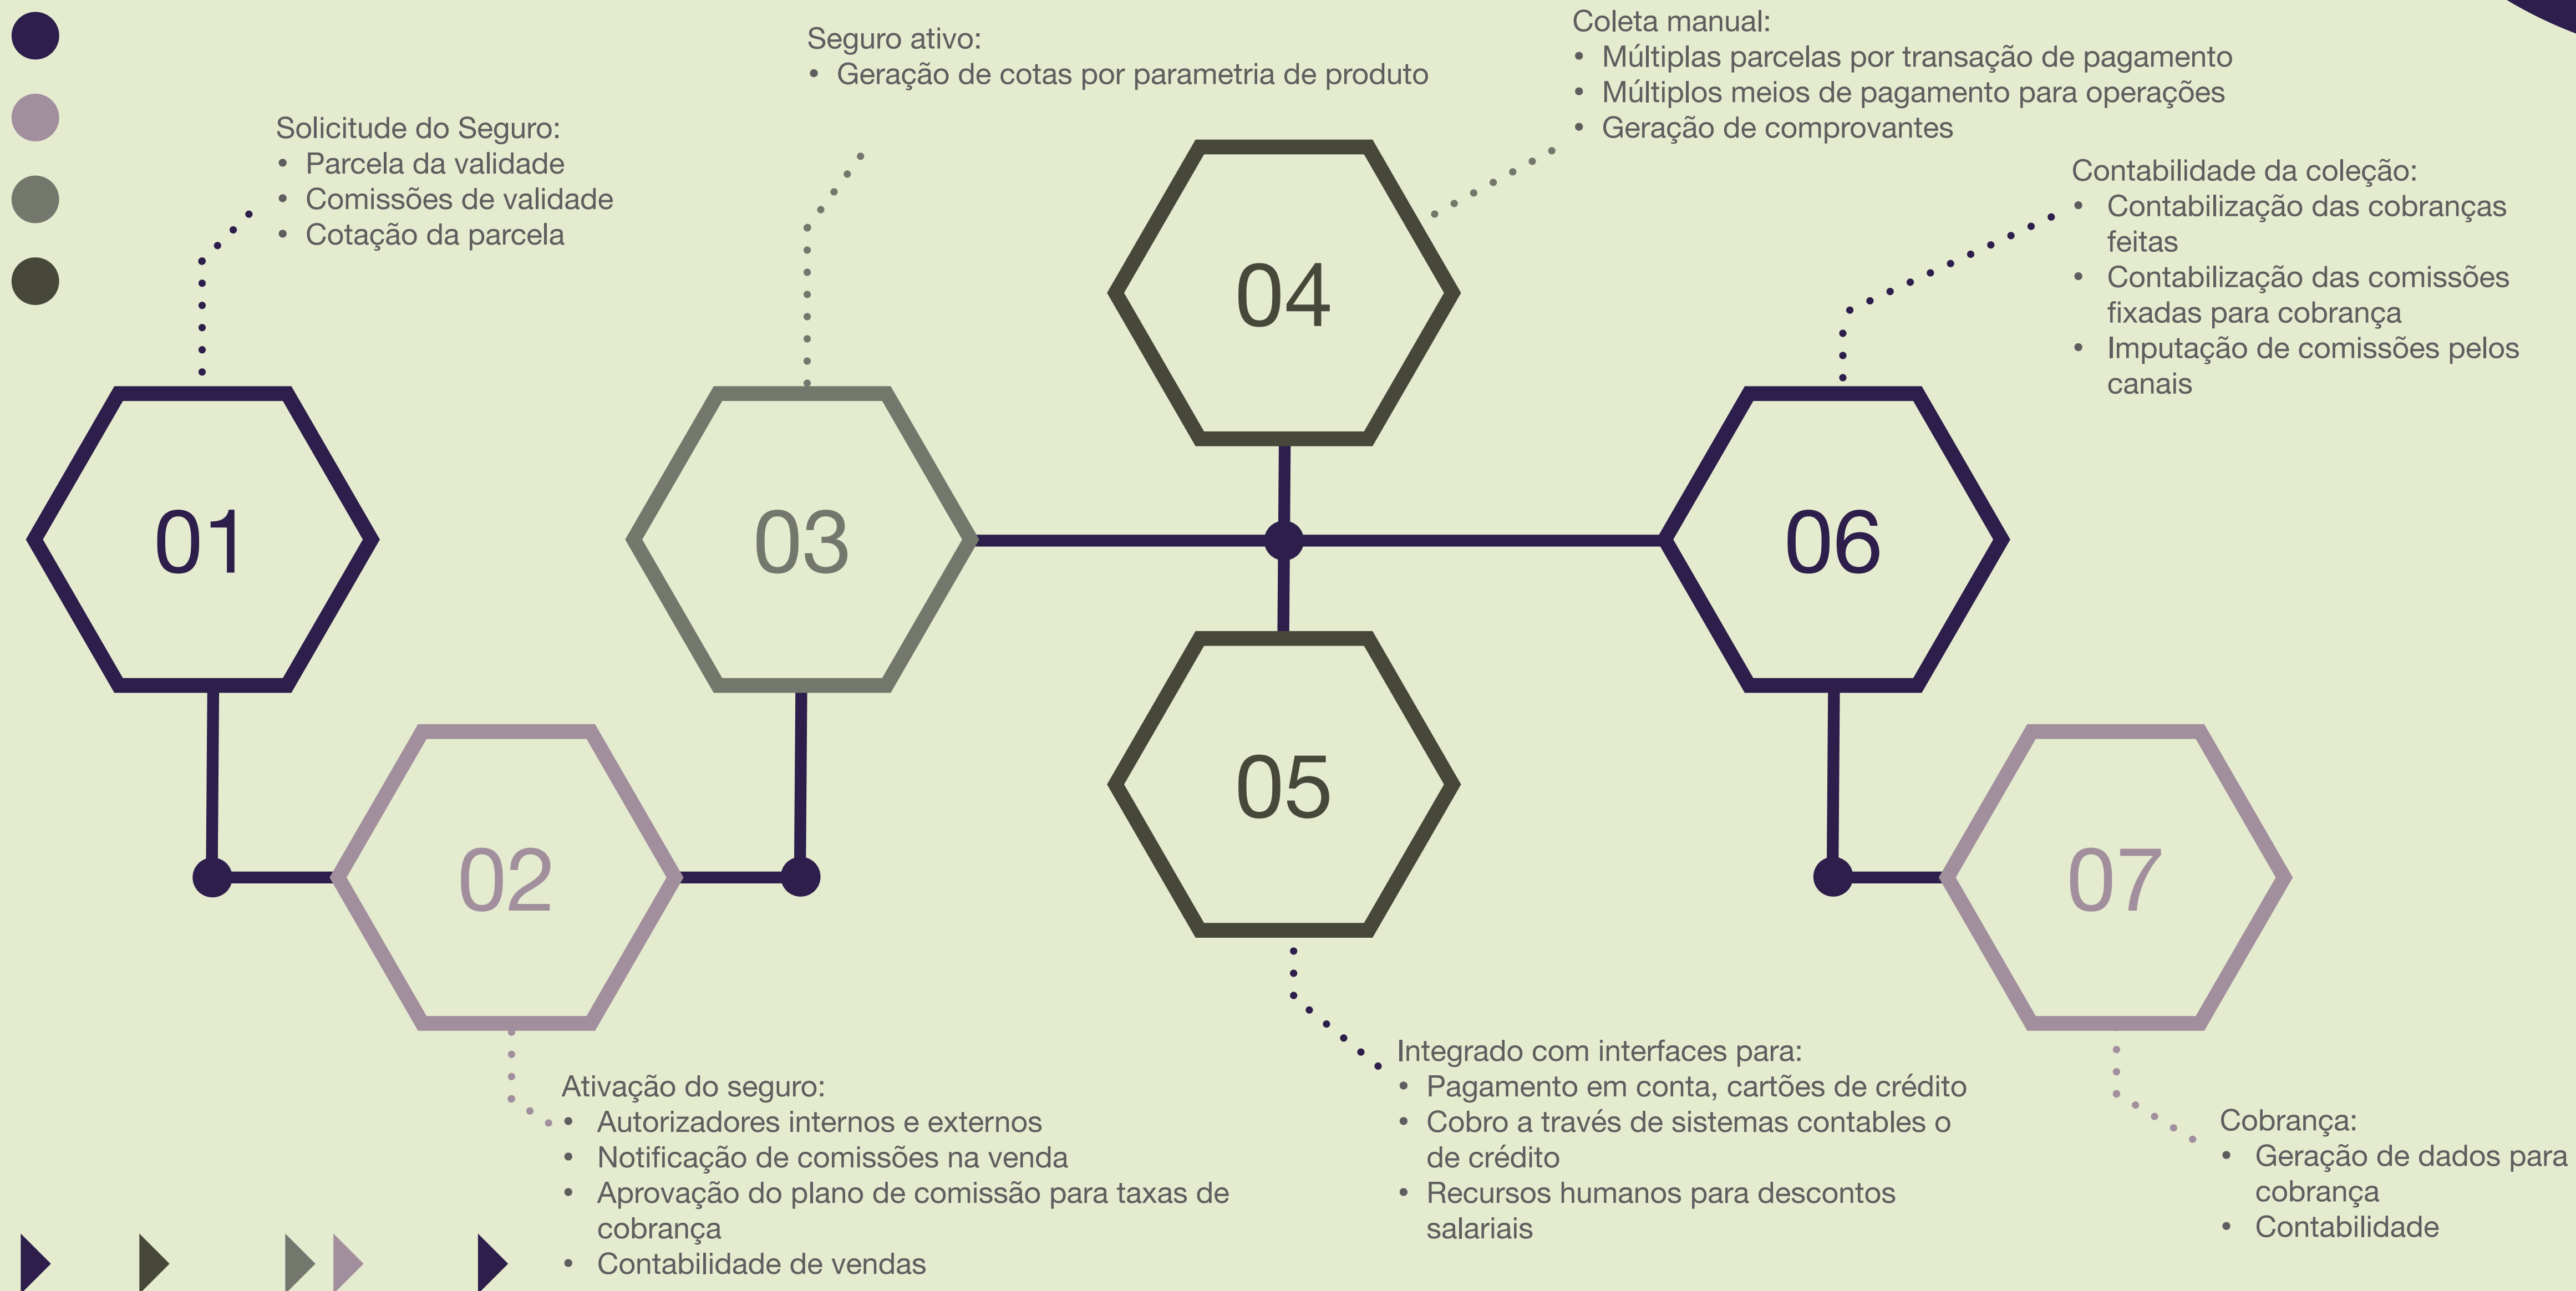 Solicitude do Seguro:
• Parcela da validade
• Comissões de validade
• Cotação da parcela
Seguro ativo:
• Geração de cotas por parametria de produto
Coleta manual:
• Múltiplas parcelas por transação de pagamento
• Múltiplos meios de pagamento para operações
• Geração de comprovantes
Contabilidade da coleção:
• Contabilização das cobranças
feitas
• Contabilização das comissões
fixadas para cobrança
• Imputação de comissões pelos
canais
01
02
03
04
05
06
07
Ativação do seguro:
• Autorizadores internos e externos
• Notificação de comissões na venda
• Aprovação do plano de comissão para taxas de
cobrança
• Contabilidade de vendas
Integrado com interfaces para:
• Pagamento em conta, cartões de crédito
• Cobro a través de sistemas contables o
de crédito
• Recursos humanos para descontos
salariais
Cobrança:
• Geração de dados para
cobrança
• Contabilidade